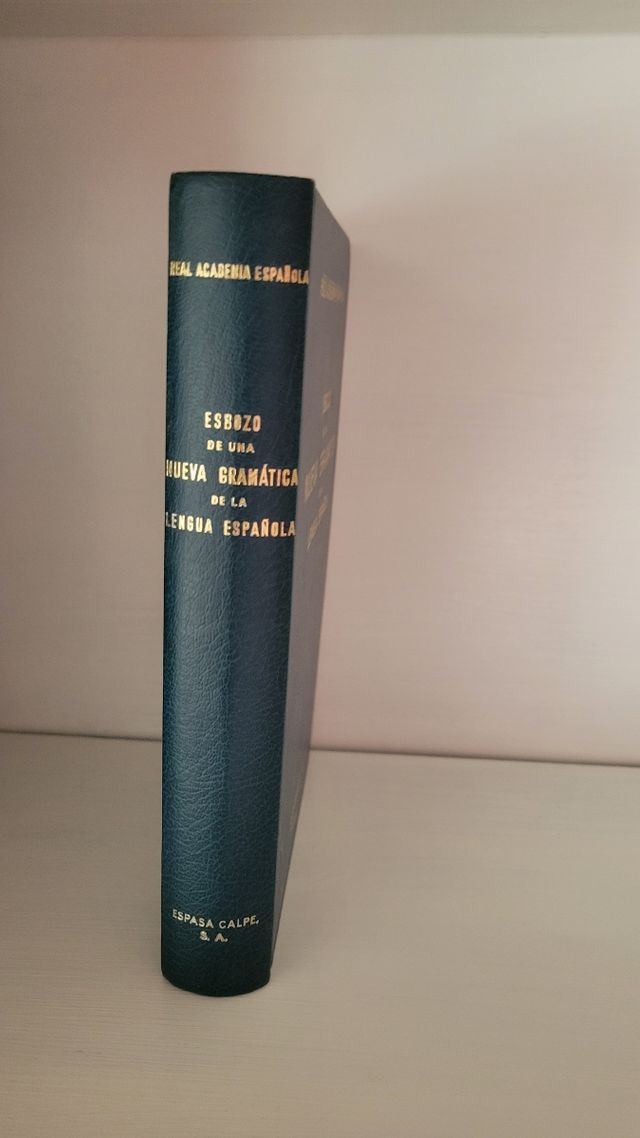 REAL ACADEMIA ESPAÑOLA
ESBOZO
DE UNA
NUEVA GRAMÁTICA
DE LA
LENGUA ESPAÑOLA
ESPASA CALPE,
S. A.